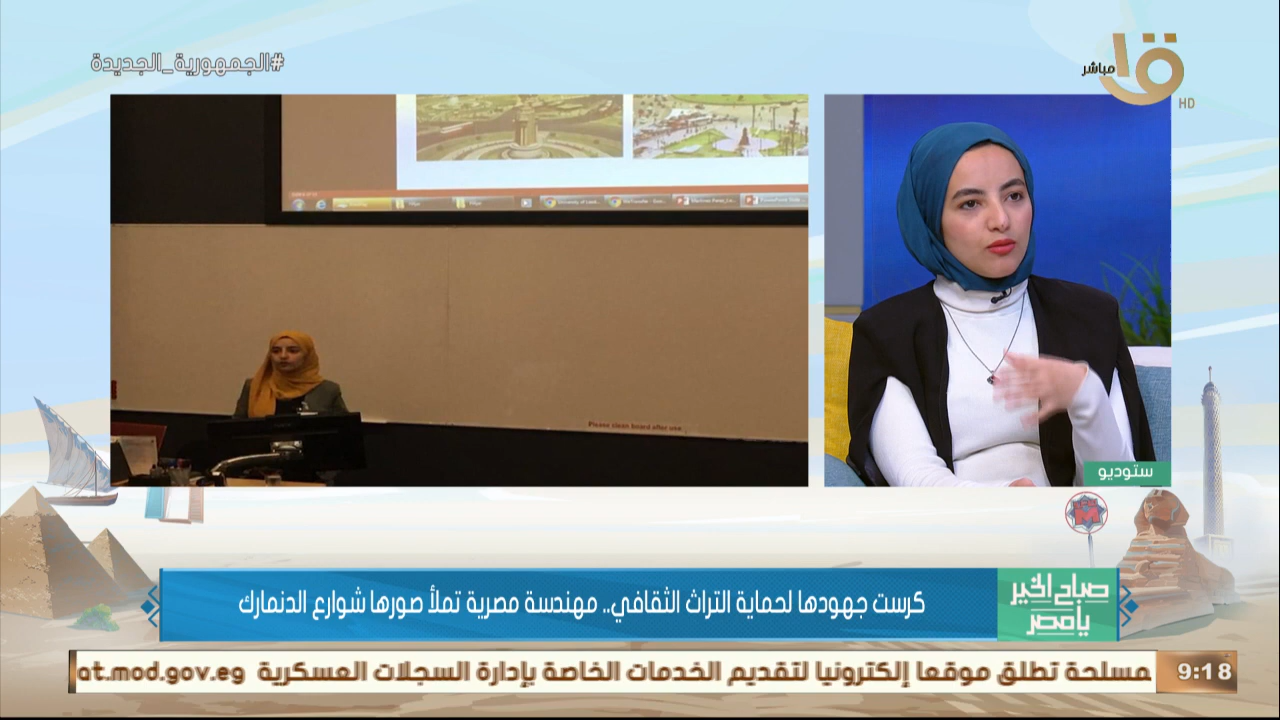 #الجمهورية_الجديدة
مباشر
HD
Please clean board after use
ستوديو
صباح الخير يا مصر
كرست جهودها لحماية التراث الثقافي.. مهندسة مصرية تملأ صورها شوارع الدنمارك
9:18
مسلحة تطلق موقعا إلكترونيا لتقديم الخدمات الخاصة بإدارة السجلات العسكرية at.mod.gov.eg